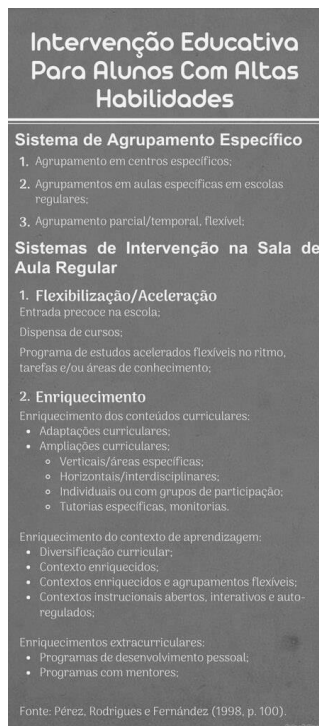 Intervenção Educativa
Para Alunos Com Altas
Habilidades
Sistema de Agrupamento Específico
1. Agrupamento em centros específicos;
2. Agrupamentos em aulas específicas em escolas
regulares;
3. Agrupamento parcial/temporal, flexível;
Sistemas de Intervenção na Sala de
Aula Regular
1. Flexibilização/Aceleração
Entrada precoce na escola;
Dispensa de cursos;
Programa de estudos acelerados flexíveis no ritmo,
tarefas e/ou áreas de conhecimento;
2. Enriquecimento
Enriquecimento dos conteúdos curriculares:
• Adaptações curriculares;
• Ampliações curriculares;
◦ Verticais/áreas específicas;
◦ Horizontais/interdisciplinares;
◦ Individuais ou com grupos de participação;
◦ Tutorias específicas, monitorias.
Enriquecimento do contexto de aprendizagem:
• Diversificação curricular;
• Contexto enriquecidos;
• Contextos enriquecidos e agrupamentos flexíveis;
• Contextos instrucionais abertos, interativos e auto-
regulados;
Enriquecimentos extracurriculares:
• Programas de desenvolvimento pessoal;
• Programas com mentores;
Fonte: Pérez, Rodrigues e Fernández (1998, p. 100).